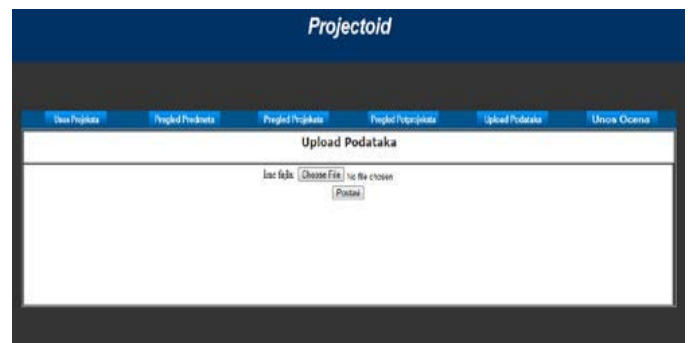 Projectoid
Unos Projekata Pregled Predmeta Pregled Projekata Pregled Potprojekata Upload Podataka Unos Ocena
Upload Podataka
Ime fajla: Choose File No file chosen
Postavi